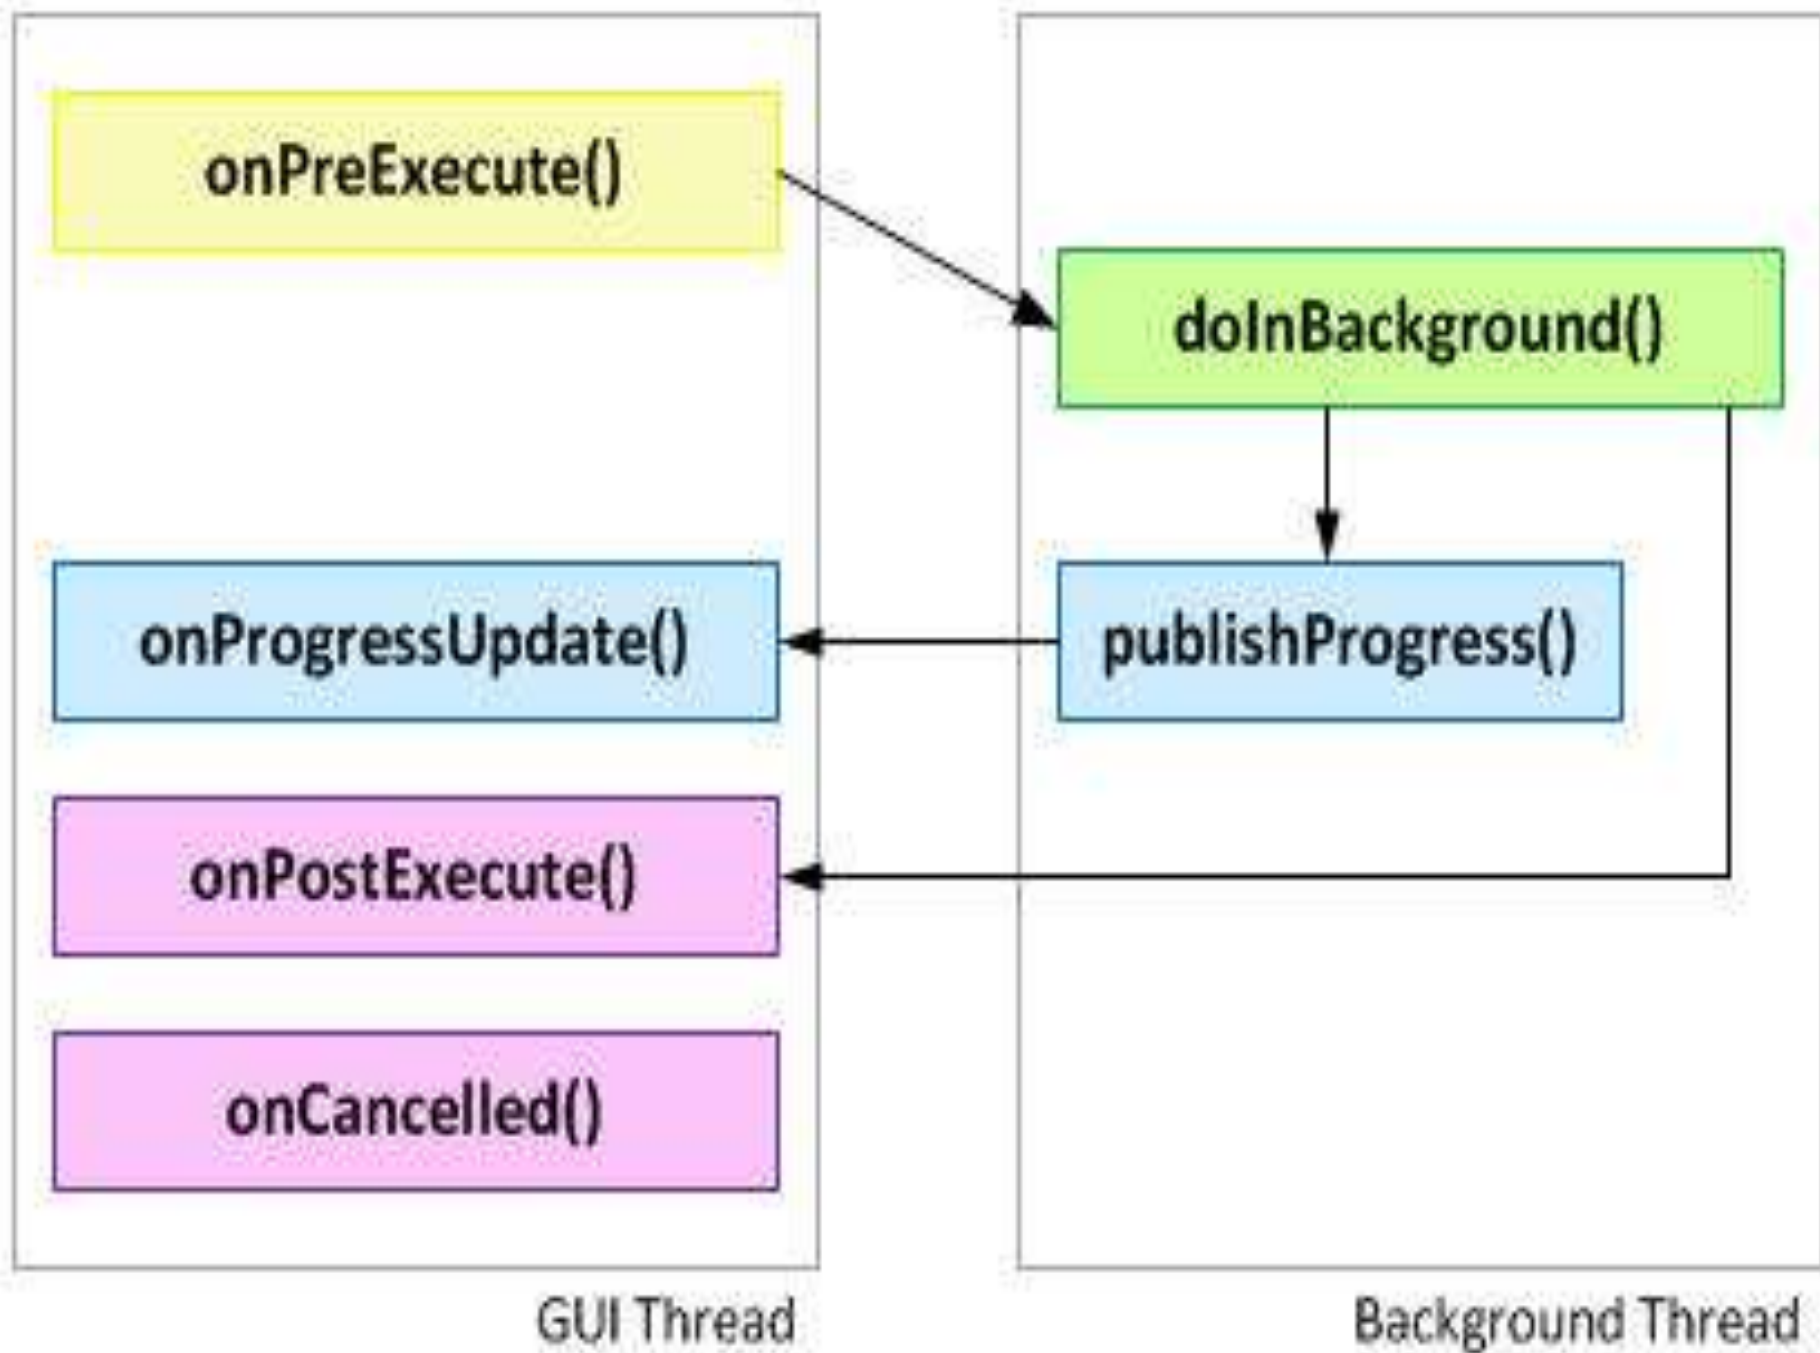 onPreExecute()
doInBackground()
onProgressUpdate()
publishProgress()
onPostExecute()
onCancelled()
GUI Thread
Background Thread